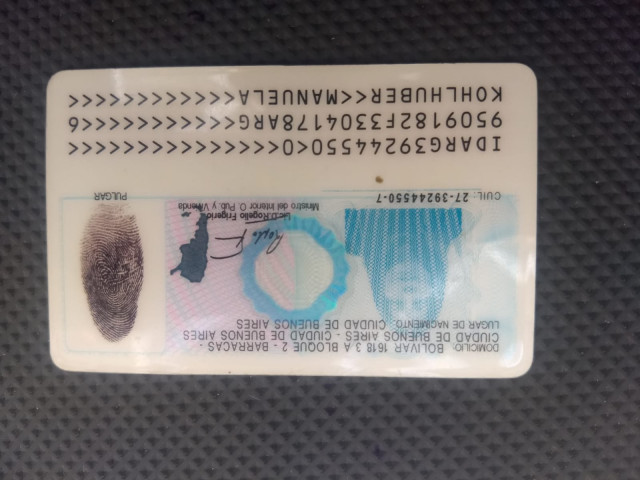 DOMICILIO: BOLIVAR 1618 3 A BLOQUE 2 - BARRACAS -
CIUDAD DE BUENOS AIRES - CIUDAD DE BUENOS AIRES
LUGAR DE NACIMIENTO: CIUDAD DE BUENOS AIRES
Lic. Rogelio Frigerio
Ministro del Interior O. Pub. y Vivienda
PULGAR
CUIL: 27-39244550-7
IDARG39244550<0<<<<<<<<<<<<<<<
9509182F3304178ARG<<<<<<<<<<<6
KOHLHUBER<<MANUELA<<<<<<<<<<<<